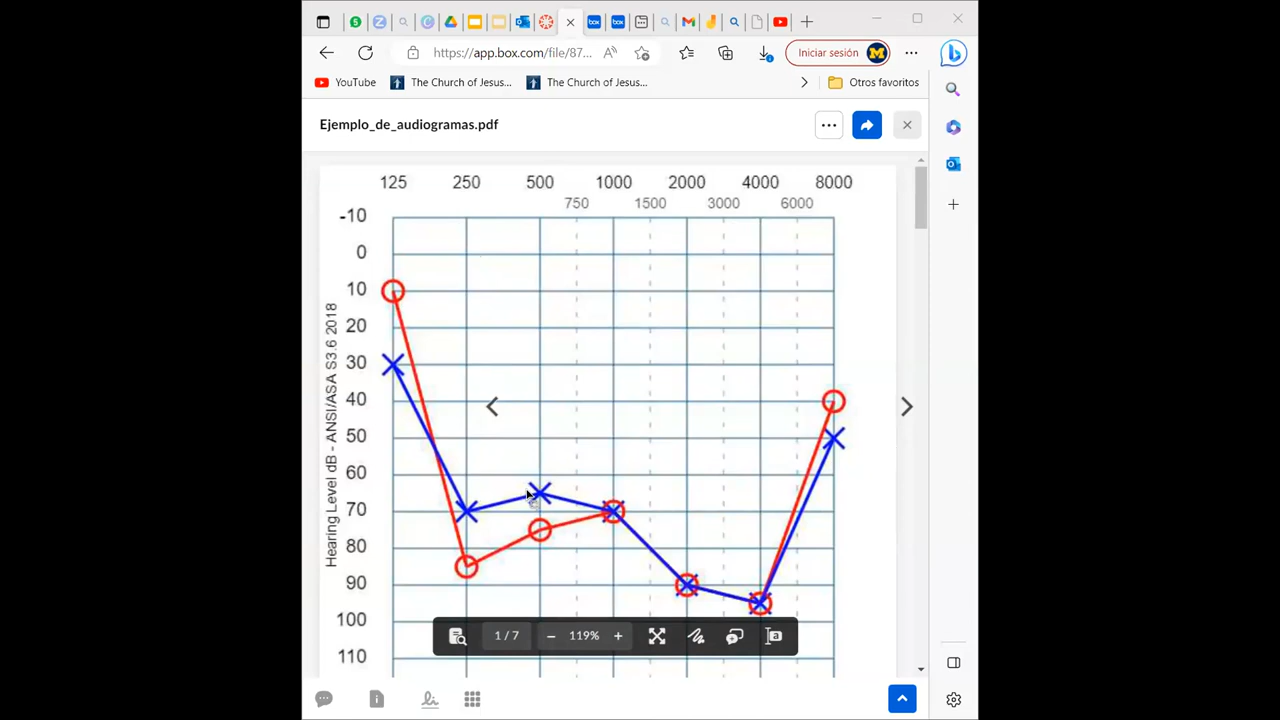 https://app.box.com/file/87... A Iniciar sesión
YouTube The Church of Jesus... The Church of Jesus... Otros favoritos
Ejemplo_de_audiogramas.pdf
125 250 500 1000 2000 4000 8000
750 1500 3000 6000
-10
0
10
20
30
40
50
60
70
80
90
100
110
Hearing Level dB - ANSI/ASA S3.6 2018
1 / 7 119%